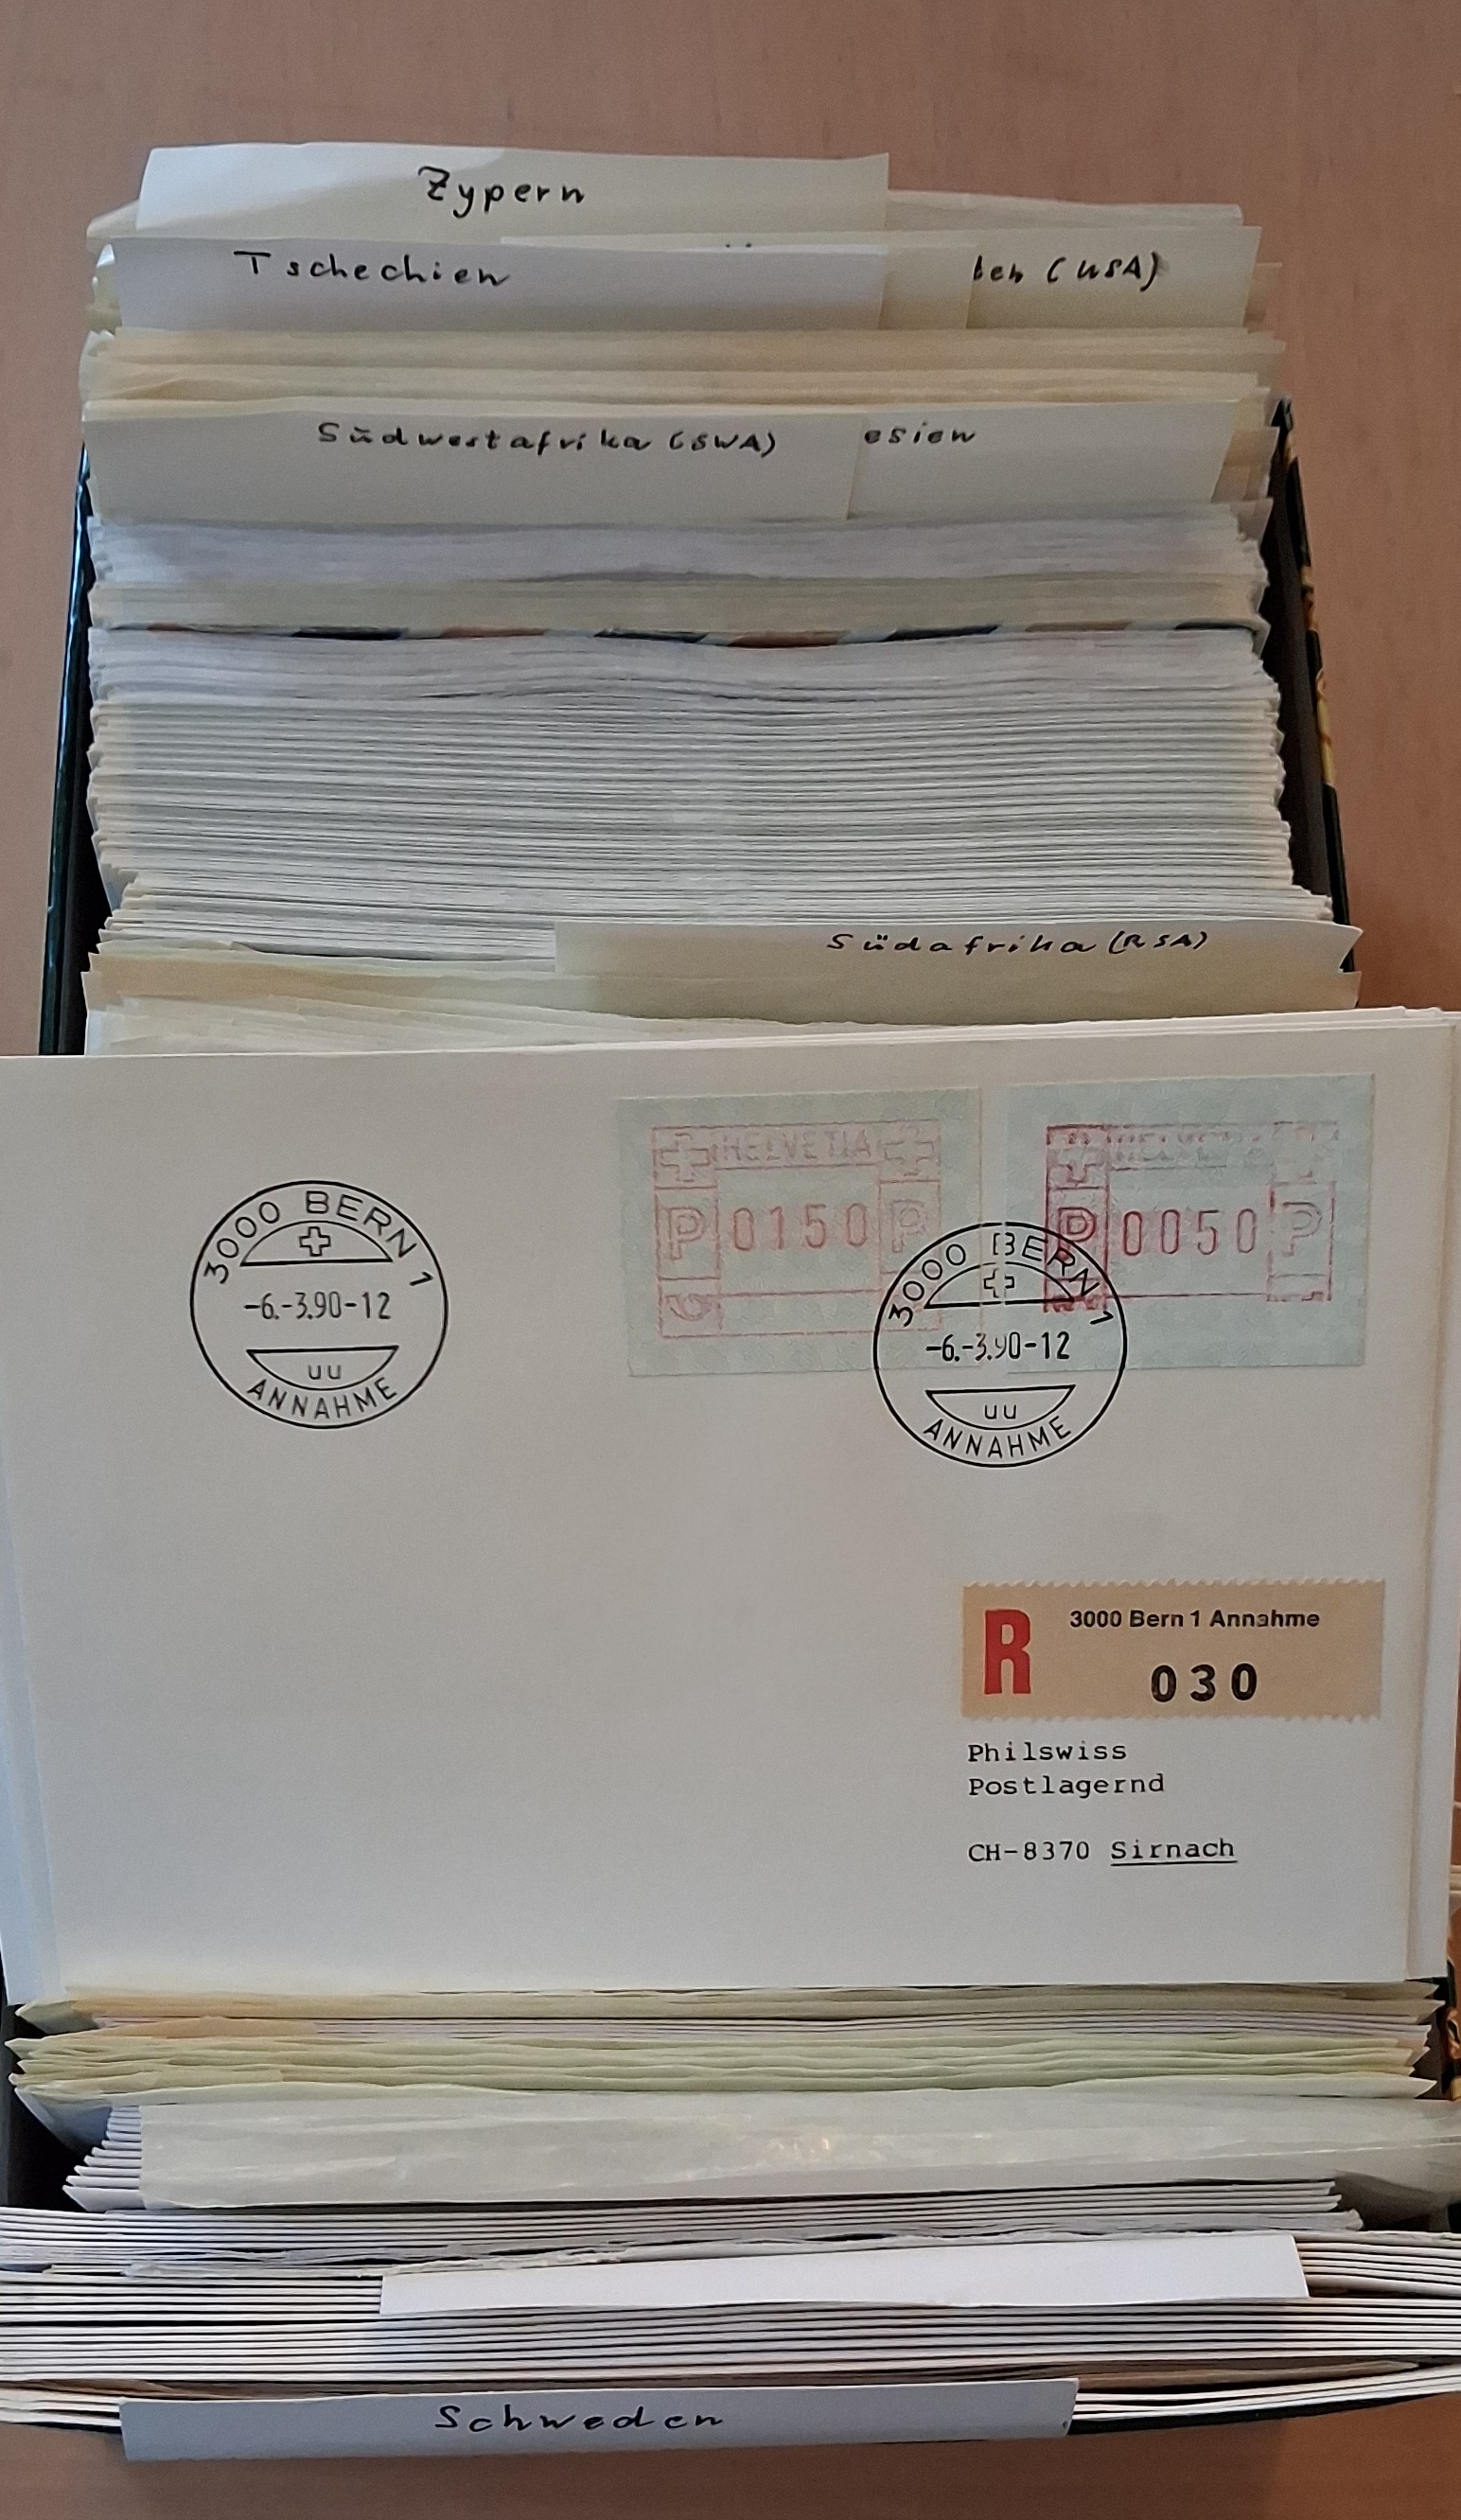 Zypern
Tschechien
(USA)
Südwestafrika (SWA)
esien
Südafrika (RSA)
HELVETIA
P 0150 P
P 0050 P
3000 BERN 1
-6.-3.90-12
uu
ANNAHME
3000 BERN 1
-6.-3.90-12
uu
ANNAHME
R 3000 Bern 1 Annahme
030
Philswiss
Postlagernd
CH-8370 Sirnach
Schweden